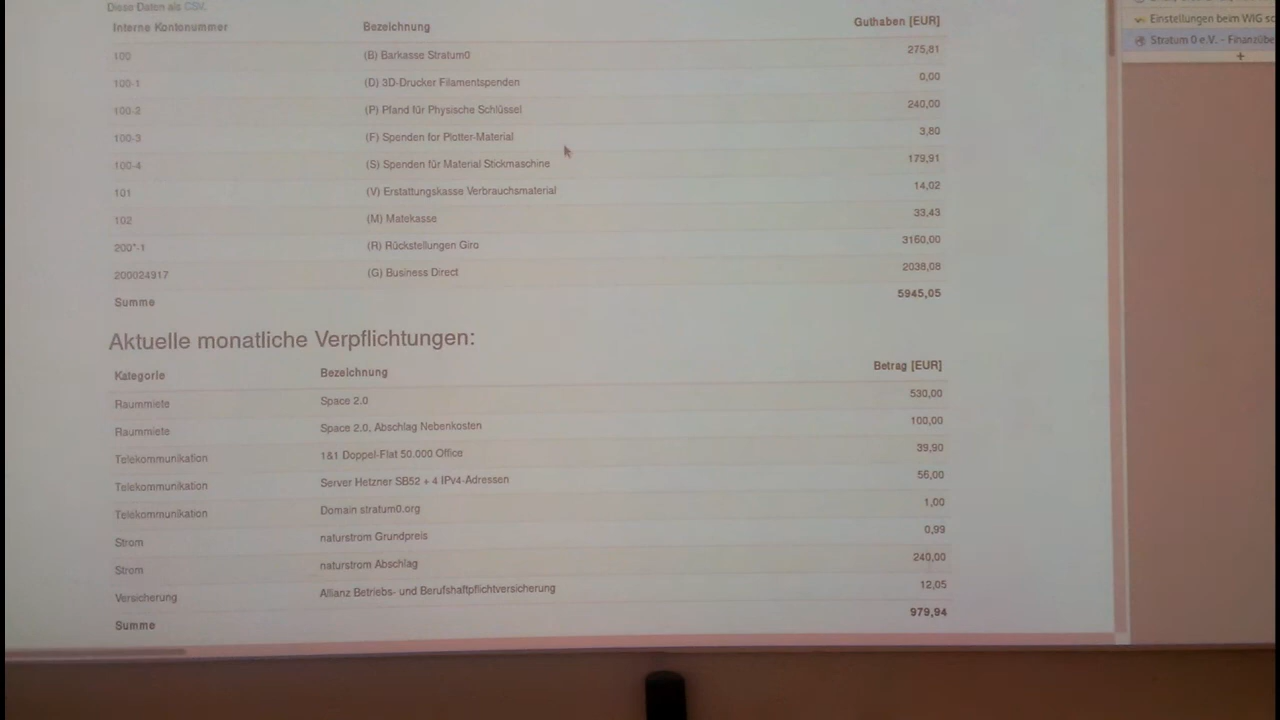 Diese Daten als CSV.
Interne Kontonummer Bezeichnung Guthaben [EUR]
100 (B) Barkasse Stratum0 275,81
100-1 (D) 3D-Drucker Filamentspenden 0,00
100-2 (P) Pfand für Physische Schlüssel 240,00
100-3 (F) Spenden for Plotter-Material 3,80
100-4 (S) Spenden für Material Stickmaschine 179,91
101 (V) Erstattungskasse Verbrauchsmaterial 14,02
102 (M) Matekasse 33,43
200*-1 (R) Rückstellungen Giro 3160,00
200024917 (G) Business Direct 2038,08
Summe 5945,05
Aktuelle monatliche Verpflichtungen:
Kategorie Bezeichnung Betrag [EUR]
Raummiete Space 2.0 530,00
Raummiete Space 2.0, Abschlag Nebenkosten 100,00
Telekommunikation 1&1 Doppel-Flat 50.000 Office 39,90
Telekommunikation Server Hetzner SB52 + 4 IPv4-Adressen 56,00
Telekommunikation Domain stratum0.org 1,00
Strom naturstrom Grundpreis 0,99
Strom naturstrom Abschlag 240,00
Versicherung Allianz Betriebs- und Berufshaftpflichtversicherung 12,05
Summe 979,94
Einstellungen beim WIG sc
Stratum 0 e.V. - Finanzübe
+